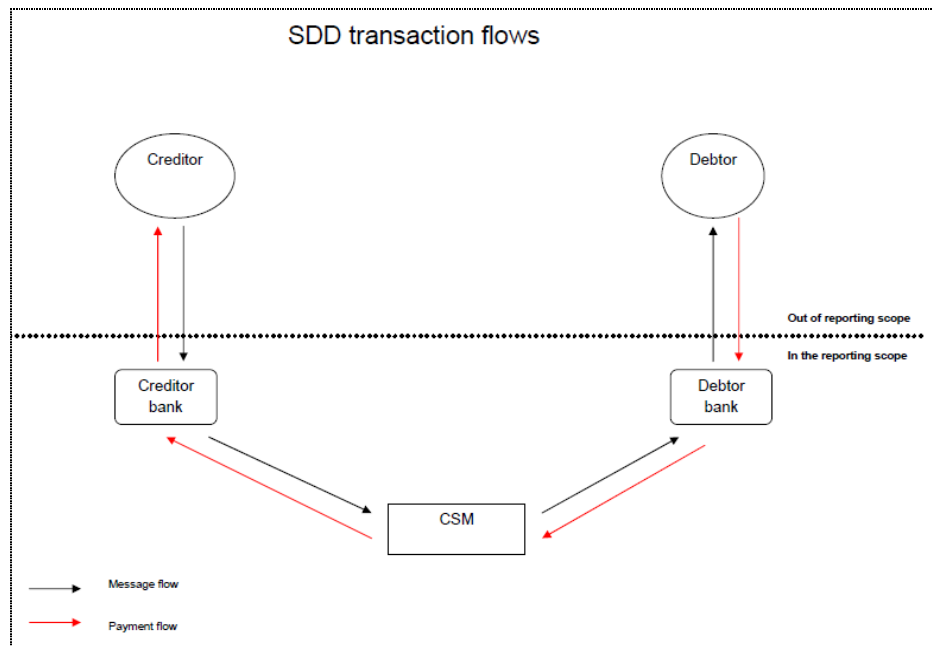 SDD transaction flows
Creditor
Debtor
Out of reporting scope
In the reporting scope
Creditor
bank
Debtor
bank
CSM
Message flow
Payment flow